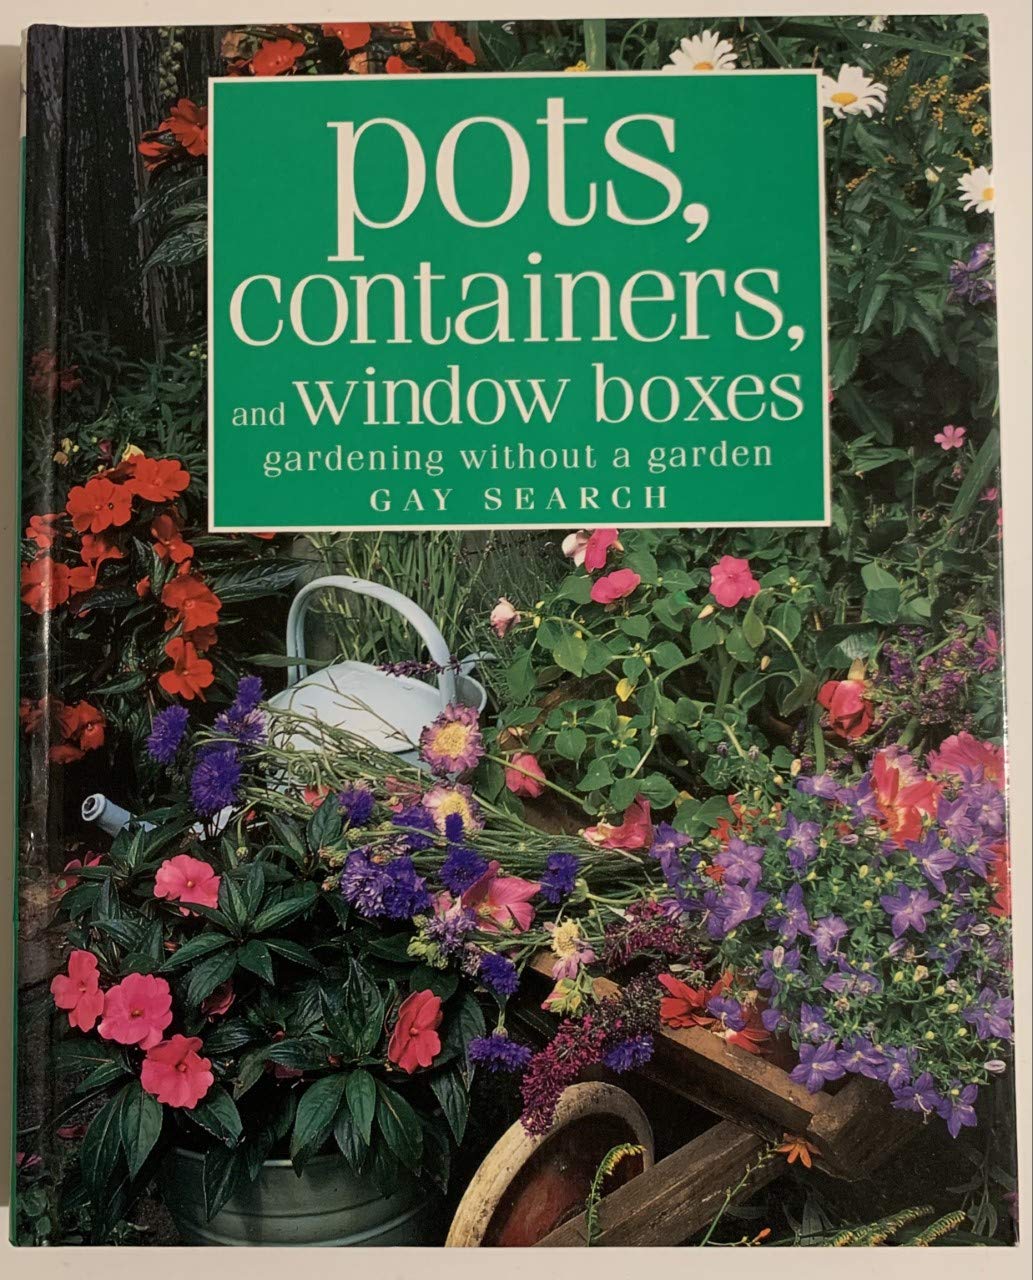 pots,
containers,
and window boxes
gardening without a garden
GAY SEARCH